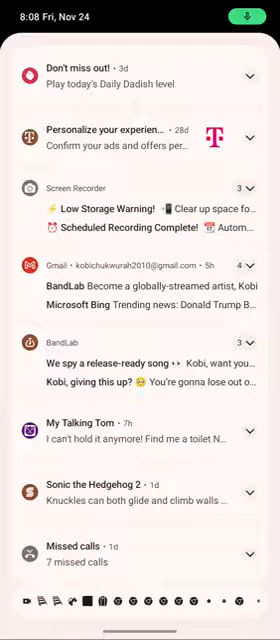 8:08 Fri, Nov 24
Don't miss out! · 3d
Play today's Daily Dadish level
Personalize your experien... · 28d
Confirm your ads and offers per...
Screen Recorder
3
⚡ Low Storage Warning! 📲 Clear up space fo...
⏰ Scheduled Recording Complete! 📆 Autom...
Gmail · kobichukwurah2010@gmail.com · 5h
4
BandLab Become a globally-streamed artist, Kobi
Microsoft Bing Trending news: Donald Trump B...
BandLab
3
We spy a release-ready song 👀 Kobi, want you...
Kobi, giving this up? 🥺 You're gonna lose out o...
My Talking Tom · 7h
I can't hold it anymore! Find me a toilet N...
Sonic the Hedgehog 2 · 1d
Knuckles can both glide and climb walls ...
Missed calls · 1d
7 missed calls